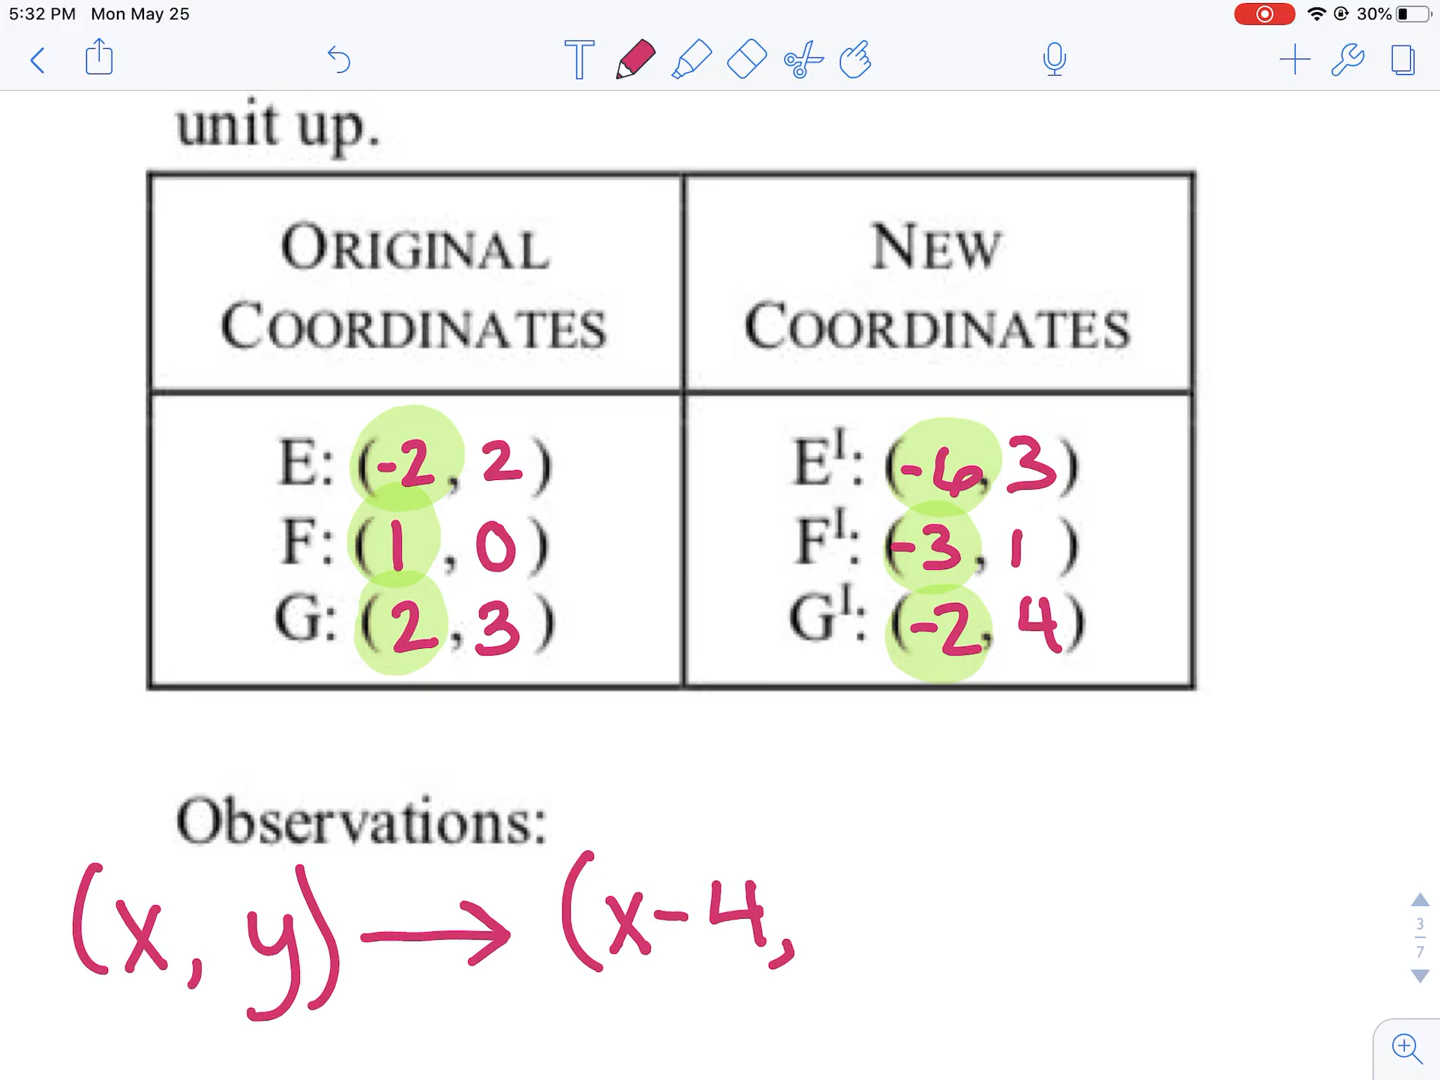 5:32 PM Mon May 25 30%
T
unit up.
ORIGINAL COORDINATES
NEW COORDINATES
E: (-2, 2)
F: (1, 0)
G: (2, 3)
E^I: (-6, 3)
F^I: (-3, 1)
G^I: (-2, 4)
Observations:
(x, y) → (x-4,
3
7